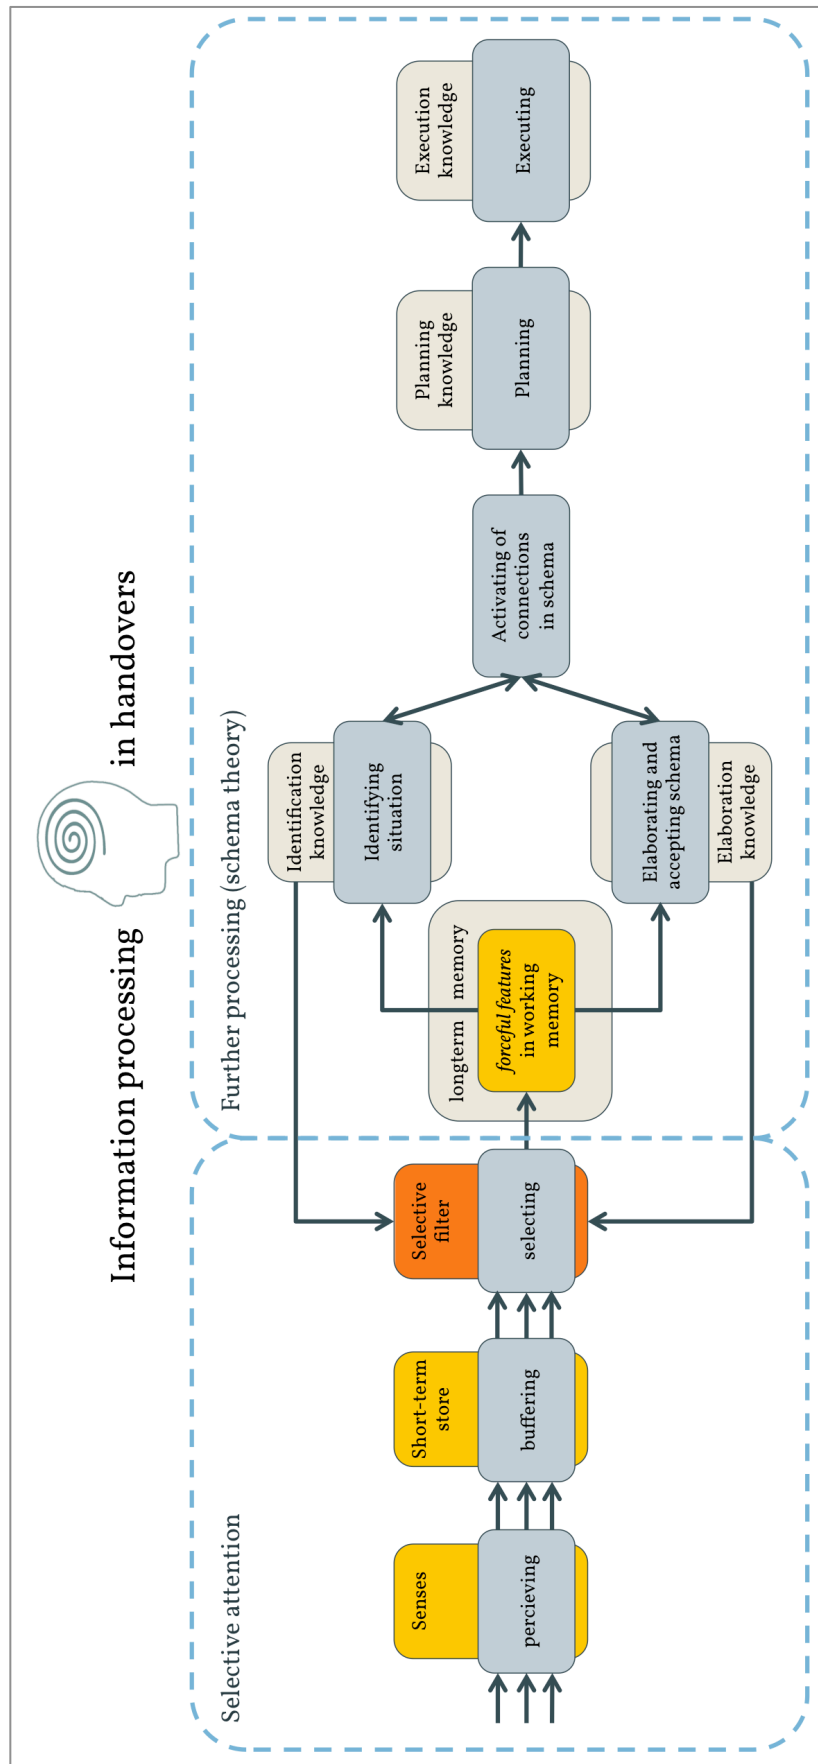 Information processing in handovers
Selective attention
Further processing (schema theory)
Senses
percieving
Short-term
store
buffering
Selective
filter
selecting
longterm memory
forceful features
in working
memory
Identification
knowledge
Identifying
situation
Elaborating and
accepting schema
Elaboration
knowledge
Activating of
connections
in schema
Planning
knowledge
Planning
Execution
knowledge
Executing